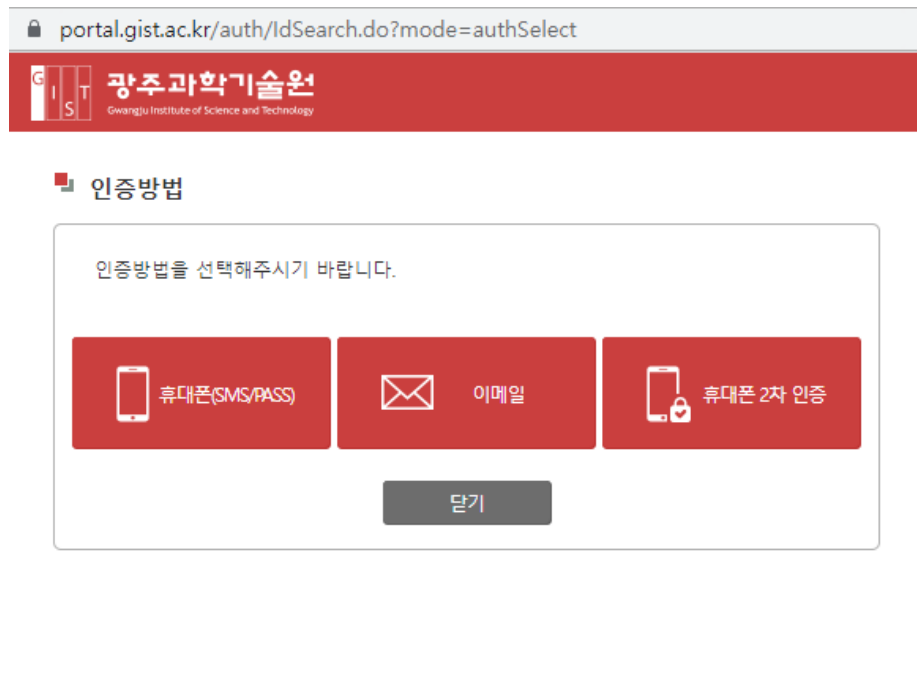 portal.gist.ac.kr/auth/IdSearch.do?mode=authSelect
GIST
광주과학기술원
Gwangju Institute of Science and Technology
인증방법
인증방법을 선택해주시기 바랍니다.
휴대폰(SMS/PASS) 이메일 휴대폰 2차 인증
닫기